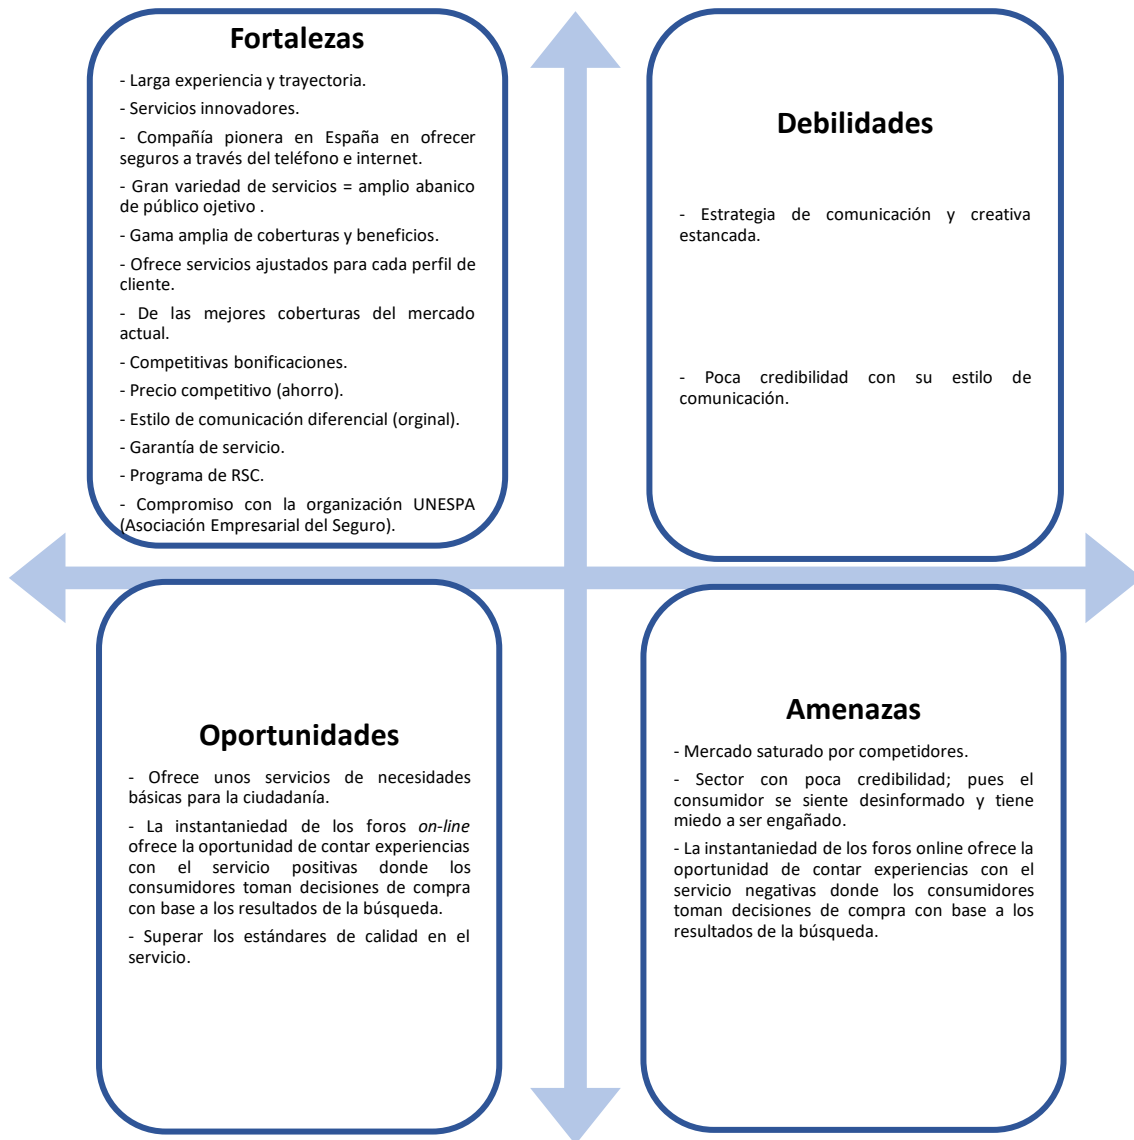 Fortalezas
- Larga experiencia y trayectoria.
- Servicios innovadores.
- Compañía pionera en España en ofrecer
seguros a través del teléfono e internet.
- Gran variedad de servicios = amplio abanico
de público ojetivo .
- Gama amplia de coberturas y beneficios.
- Ofrece servicios ajustados para cada perfil de
cliente.
- De las mejores coberturas del mercado
actual.
- Competitivas bonificaciones.
- Precio competitivo (ahorro).
- Estilo de comunicación diferencial (orginal).
- Garantía de servicio.
- Programa de RSC.
- Compromiso con la organización UNESPA
(Asociación Empresarial del Seguro).
Debilidades
- Estrategia de comunicación y creativa
estancada.
- Poca credibilidad con su estilo de
comunicación.
Oportunidades
- Ofrece unos servicios de necesidades
básicas para la ciudadanía.
- La instantaniedad de los foros on-line
ofrece la oportunidad de contar experiencias
con el servicio positivas donde los
consumidores toman decisiones de compra
con base a los resultados de la búsqueda.
- Superar los estándares de calidad en el
servicio.
Amenazas
- Mercado saturado por competidores.
- Sector con poca credibilidad; pues el
consumidor se siente desinformado y tiene
miedo a ser engañado.
- La instantaniedad de los foros online ofrece la
oportunidad de contar experiencias con el
servicio negativas donde los consumidores
toman decisiones de compra con base a los
resultados de la búsqueda.